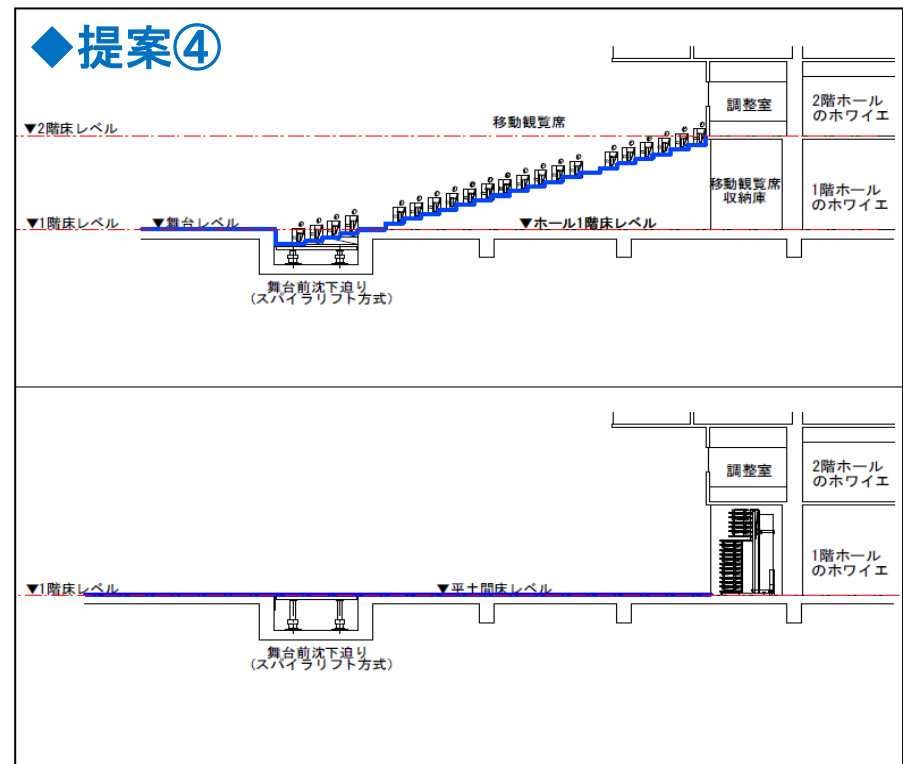 ◆提案④
調整室
2階ホール
のホワイエ
▼2階床レベル
移動観覧席
移動観覧席
収納庫
1階ホール
のホワイエ
▼1階床レベル
▼舞台レベル
▼ホール1階床レベル
舞台前沈下迫り
(スパイラリフト方式)
調整室
2階ホール
のホワイエ
1階ホール
のホワイエ
▼1階床レベル
▼平土間床レベル
舞台前沈下迫り
(スパイラリフト方式)